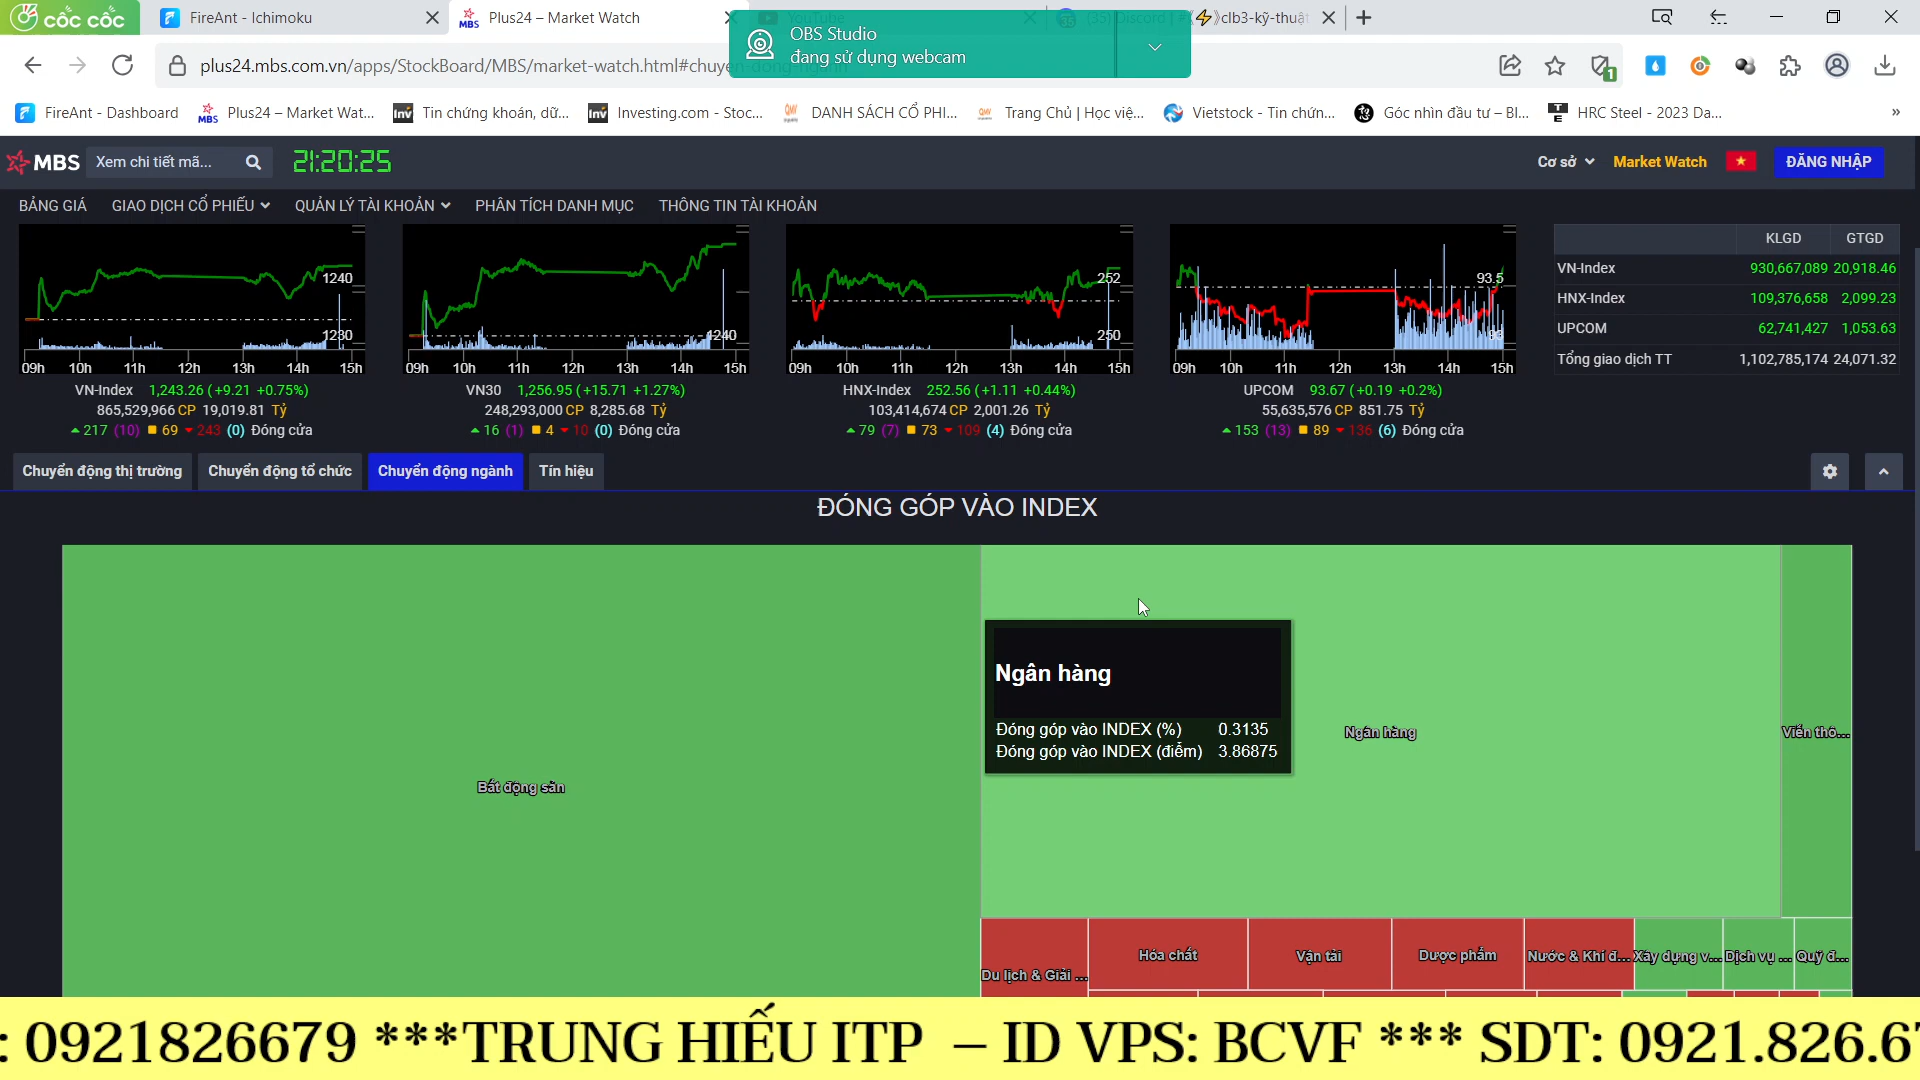 cốc cốc
FireAnt - Ichimoku
Plus24 – Market Watch
YouTube
clb3-kỹ-thuật
OBS Studio
đang sử dụng webcam
plus24.mbs.com.vn/apps/StockBoard/MBS/market-watch.html#chuyen-dong-nganh
FireAnt - Dashboard
Plus24 – Market Wat...
Tin chứng khoán, dữ...
Investing.com - Stoc...
DANH SÁCH CỔ PHI...
Trang Chủ | Học việ...
Vietstock - Tin chứn...
Góc nhìn đầu tư – Bl...
HRC Steel - 2023 Da...
»
MBS
Xem chi tiết mã...
21:20:25
Cơ sở
Market Watch
ĐĂNG NHẬP
BẢNG GIÁ
GIAO DỊCH CỔ PHIẾU
QUẢN LÝ TÀI KHOẢN
PHÂN TÍCH DANH MỤC
THÔNG TIN TÀI KHOẢN
1240
1230
09h 10h 11h 12h 13h 14h 15h
VN-Index 1,243.26 (+9.21 +0.75%)
865,529,966 CP 19,019.81 Tỷ
217 (10) 69 243 (0) Đóng cửa
1240
09h 10h 11h 12h 13h 14h 15h
VN30 1,256.95 (+15.71 +1.27%)
248,293,000 CP 8,285.68 Tỷ
16 (1) 4 10 (0) Đóng cửa
252
250
09h 10h 11h 12h 13h 14h 15h
HNX-Index 252.56 (+1.11 +0.44%)
103,414,674 CP 2,001.26 Tỷ
79 (7) 73 109 (4) Đóng cửa
93.5
93
09h 10h 11h 12h 13h 14h 15h
UPCOM 93.67 (+0.19 +0.2%)
55,635,576 CP 851.75 Tỷ
153 (13) 89 136 (6) Đóng cửa
KLGD GTGD
VN-Index 930,667,089 20,918.46
HNX-Index 109,376,658 2,099.23
UPCOM 62,741,427 1,053.63
Tổng giao dịch TT 1,102,785,174 24,071.32
Chuyển động thị trường
Chuyển động tổ chức
Chuyển động ngành
Tín hiệu
ĐÓNG GÓP VÀO INDEX
Bất động sản
Ngân hàng
Đóng góp vào INDEX (%) 0.3135
Đóng góp vào INDEX (điểm) 3.86875
Ngân hàng
Viễn thô...
Du lịch & Giải ...
Hóa chất
Vận tải
Dược phẩm
Nước & Khí đ...
Xây dựng v...
Dịch vụ ...
Quỹ đ...
: 0921826679 ***TRUNG HIẾU ITP – ID VPS: BCVF *** SDT: 0921.826.67